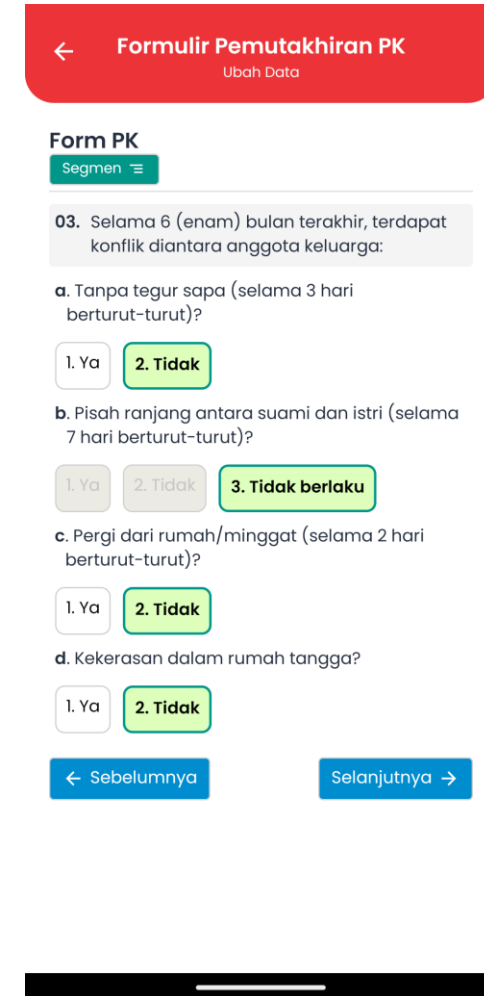 Formulir Pemutakhiran PK
Ubah Data
Form PK
Segmen
03. Selama 6 (enam) bulan terakhir, terdapat
konflik diantara anggota keluarga:
a. Tanpa tegur sapa (selama 3 hari
berturut-turut)?
1. Ya 2. Tidak
b. Pisah ranjang antara suami dan istri (selama
7 hari berturut-turut)?
1. Ya 2. Tidak 3. Tidak berlaku
c. Pergi dari rumah/minggat (selama 2 hari
berturut-turut)?
1. Ya 2. Tidak
d. Kekerasan dalam rumah tangga?
1. Ya 2. Tidak
← Sebelumnya Selanjutnya →